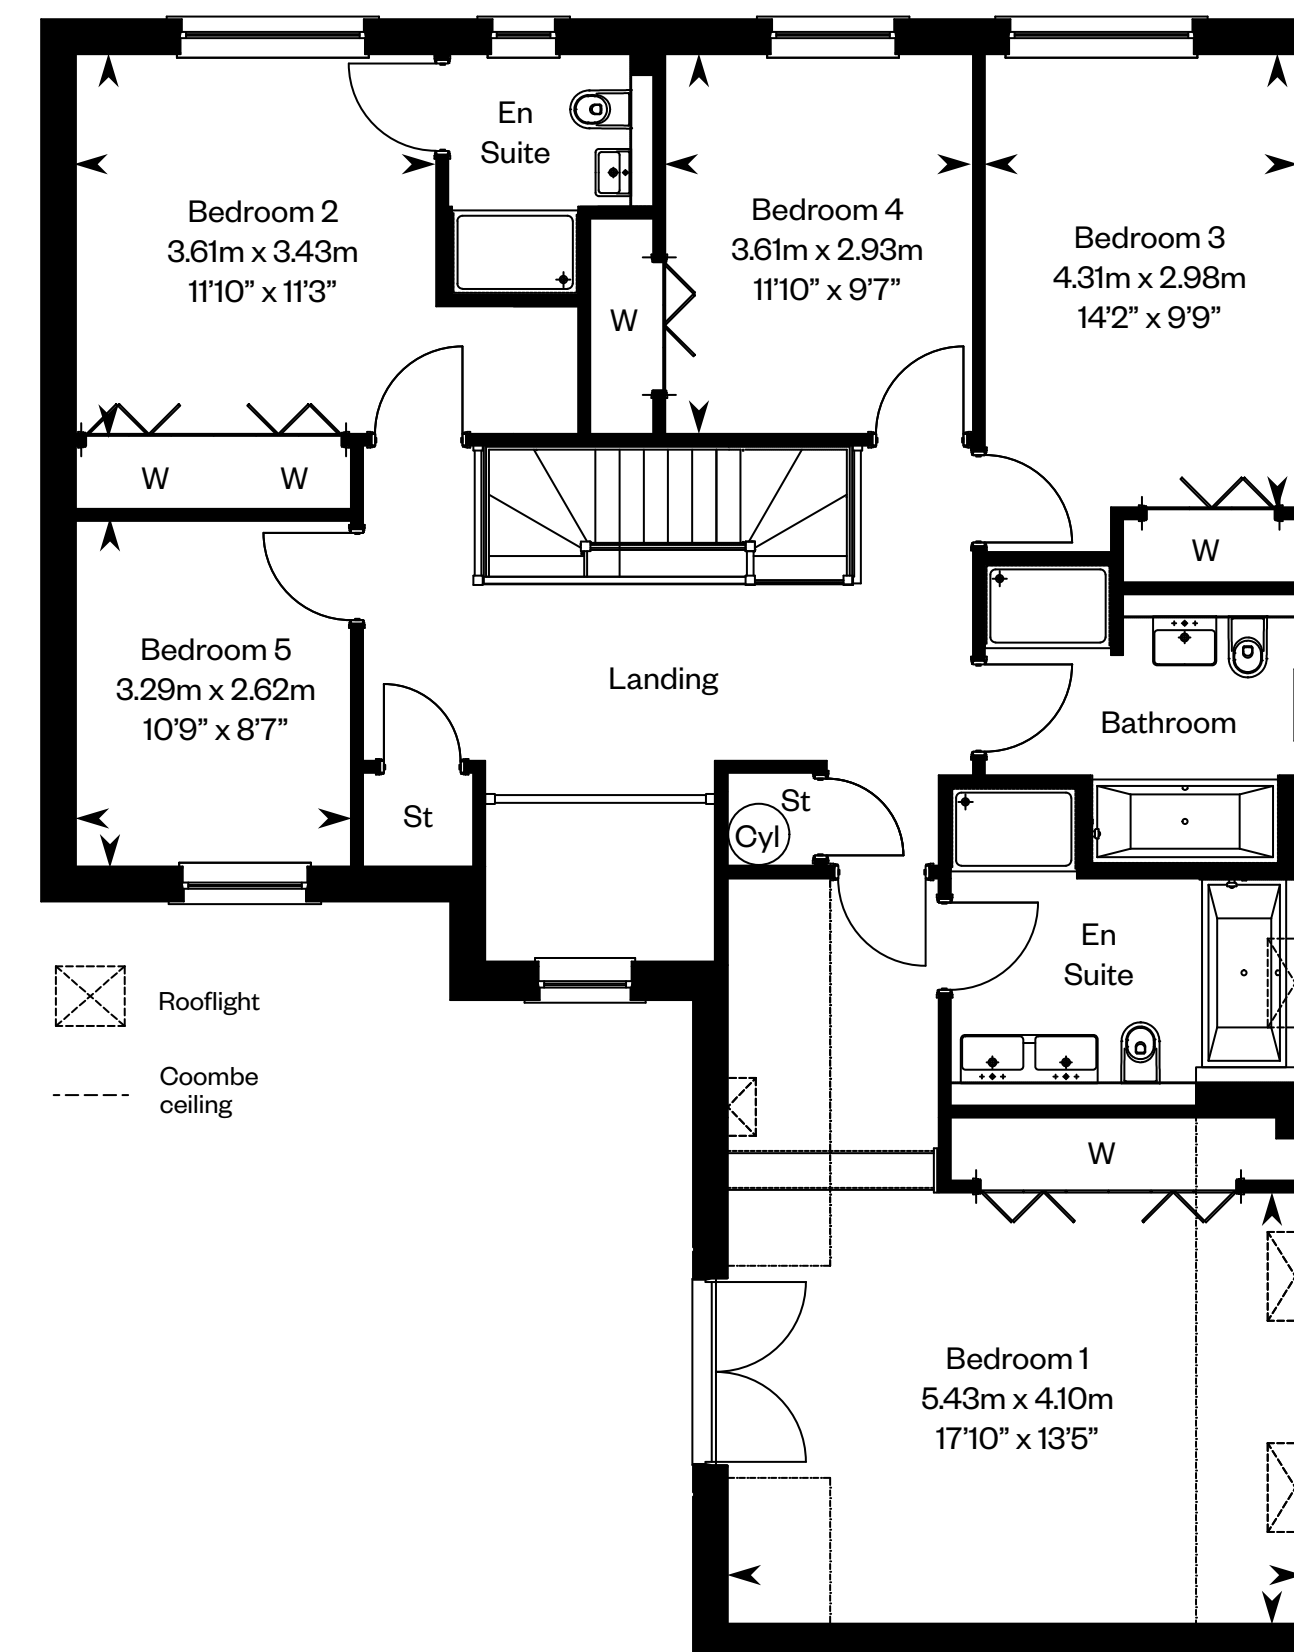 En
Suite
Bedroom 2
3.61m x 3.43m
11’10” x 11’3”
Bedroom 4
3.61m x 2.93m
11’10” x 9’7”
Bedroom 3
4.31m x 2.98m
14’2” x 9’9”
W
W
W
W
Bedroom 5
3.29m x 2.62m
10’9” x 8’7”
Landing
Bathroom
St
St
Cyl
En
Suite
Rooflight
Coombe
ceiling
W
Bedroom 1
5.43m x 4.10m
17’10” x 13’5”